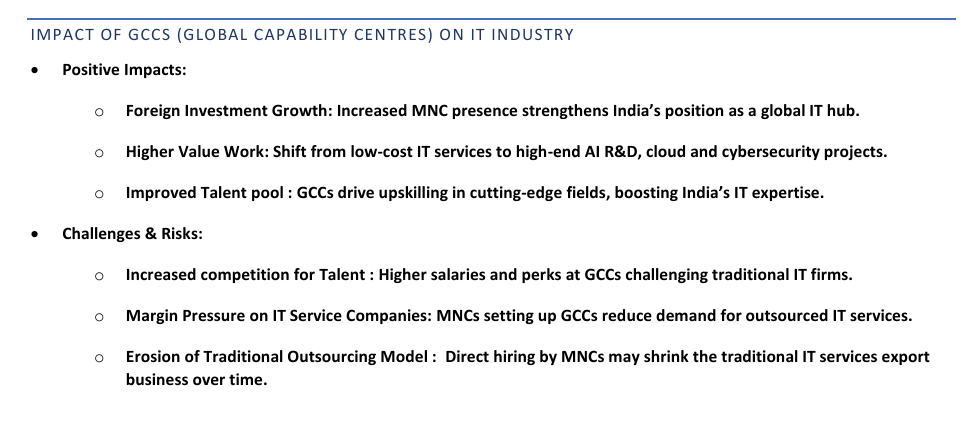 IMPACT OF GCCS (GLOBAL CAPABILITY CENTRES) ON IT INDUSTRY
• Positive Impacts:
o Foreign Investment Growth: Increased MNC presence strengthens India’s position as a global IT hub.
o Higher Value Work: Shift from low-cost IT services to high-end AI R&D, cloud and cybersecurity projects.
o Improved Talent pool : GCCs drive upskilling in cutting-edge fields, boosting India’s IT expertise.
• Challenges & Risks:
o Increased competition for Talent : Higher salaries and perks at GCCs challenging traditional IT firms.
o Margin Pressure on IT Service Companies: MNCs setting up GCCs reduce demand for outsourced IT services.
o Erosion of Traditional Outsourcing Model :  Direct hiring by MNCs may shrink the traditional IT services export
business over time.